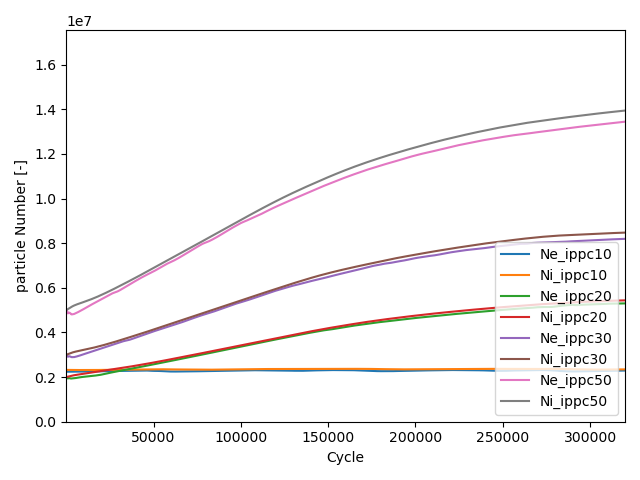 1e7
1.6
1.4
1.2
1.0
0.8
0.6
0.4
0.2
0.0
particle Number [-]
50000 100000 150000 200000 250000 300000
Cycle
Ne_ippc10
Ni_ippc10
Ne_ippc20
Ni_ippc20
Ne_ippc30
Ni_ippc30
Ne_ippc50
Ni_ippc50